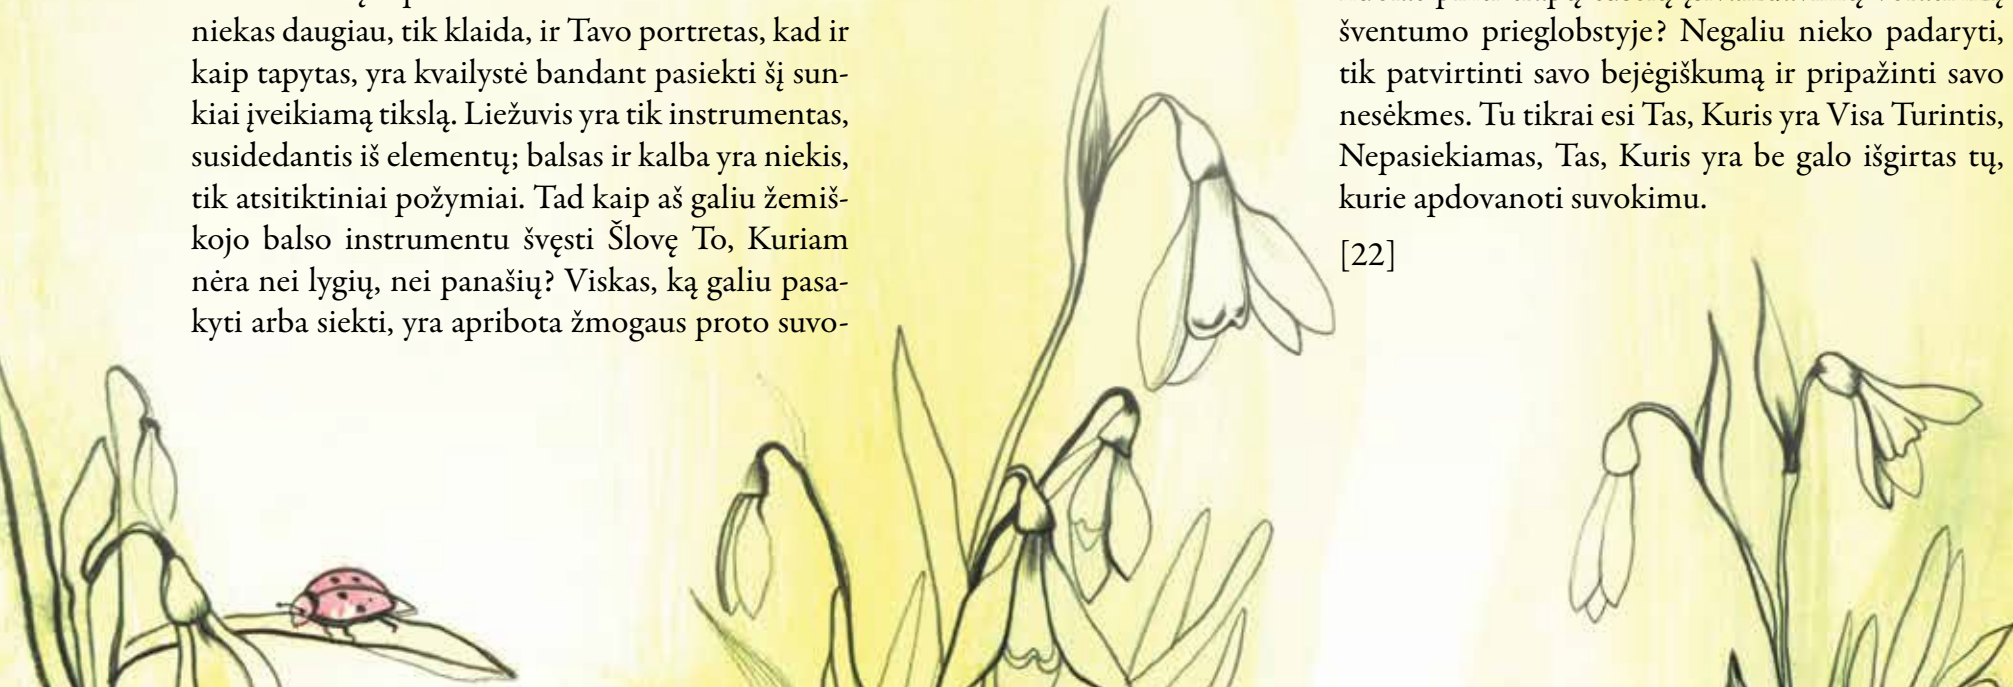 niekas daugiau, tik klaida, ir Tavo portretas, kad ir
kaip tapytas, yra kvailystė bandant pasiekti šį sun-
kiai įveikiamą tikslą. Liežuvis yra tik instrumentas,
susidedantis iš elementų; balsas ir kalba yra niekis,
tik atsitiktiniai požymiai. Tad kaip aš galiu žemiš-
kojo balso instrumentu švęsti Šlovę To, Kuriam
nėra nei lygių, nei panašių? Viskas, ką galiu pasa-
kyti arba siekti, yra apribota žmogaus proto suvo-
šventumo prieglobstyje? Negaliu nieko padaryti,
tik patvirtinti savo bejėgiškumą ir pripažinti savo
nesėkmes. Tu tikrai esi Tas, Kuris yra Visa Turintis,
Nepasiekiamas, Tas, Kuris yra be galo išgirtas tų,
kurie apdovanoti suvokimu.
[22]